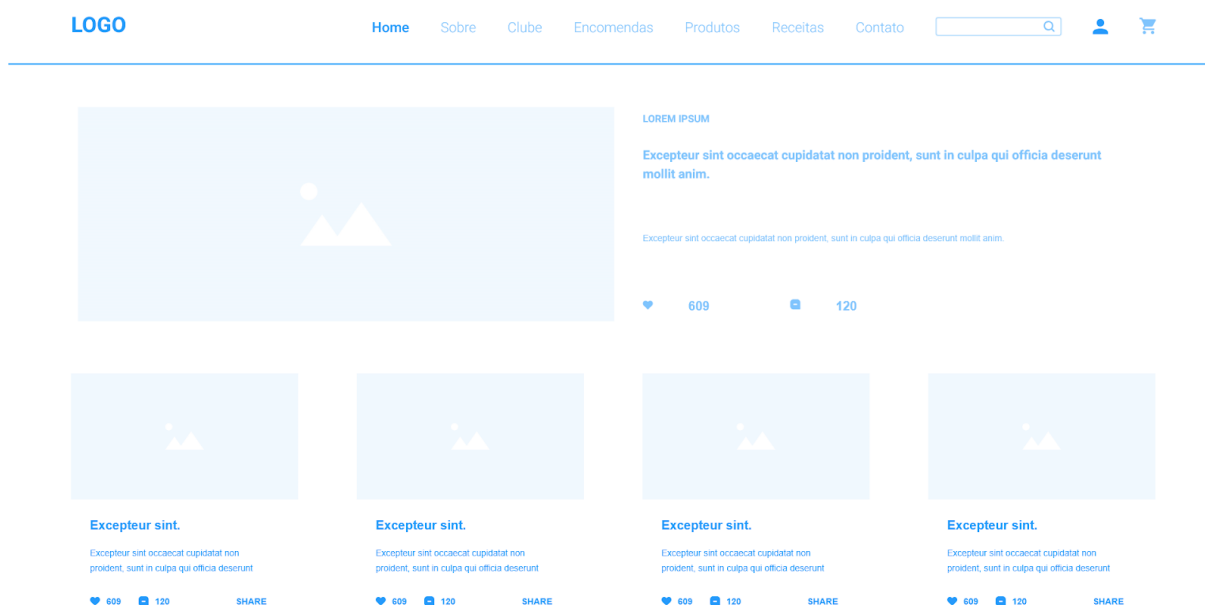 LOGO
Home Sobre Clube Encomendas Produtos Receitas Contato
LOREM IPSUM
Excepteur sint occaecat cupidatat non proident, sunt in culpa qui officia deserunt
mollit anim.
Excepteur sint occaecat cupidatat non proident, sunt in culpa qui officia deserunt mollit anim.
609 120
Excepteur sint.
Excepteur sint occaecat cupidatat non
proident, sunt in culpa qui officia deserunt
609 120 SHARE
Excepteur sint.
Excepteur sint occaecat cupidatat non
proident, sunt in culpa qui officia deserunt
609 120 SHARE
Excepteur sint.
Excepteur sint occaecat cupidatat non
proident, sunt in culpa qui officia deserunt
609 120 SHARE
Excepteur sint.
Excepteur sint occaecat cupidatat non
proident, sunt in culpa qui officia deserunt
609 120 SHARE